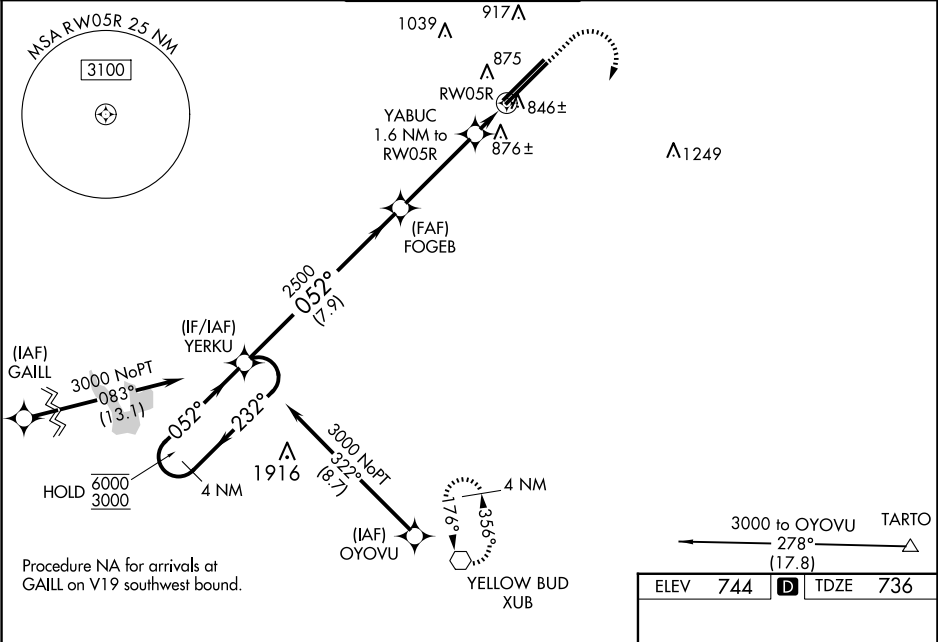 MSA RW05R 25 NM
3100
1039
917
875
RW05R
846±
YABUC
1.6 NM to
RW05R
876±
1249
(FAF)
FOGEB
2500
052°
(7.9)
(IF/IAF)
YERKU
(IAF)
GAILL
3000 NoPT
083°
(13.1)
052°
232°
HOLD
6000
3000
4 NM
1916
3000 NoPT
322°
(8.7)
(IAF)
OYOVU
4 NM
176°
356°
YELLOW BUD
XUB
3000 to OYOVU
278°
(17.8)
TARTO
Procedure NA for arrivals at
GAILL on V19 southwest bound.
ELEV 744 D TDZE 736